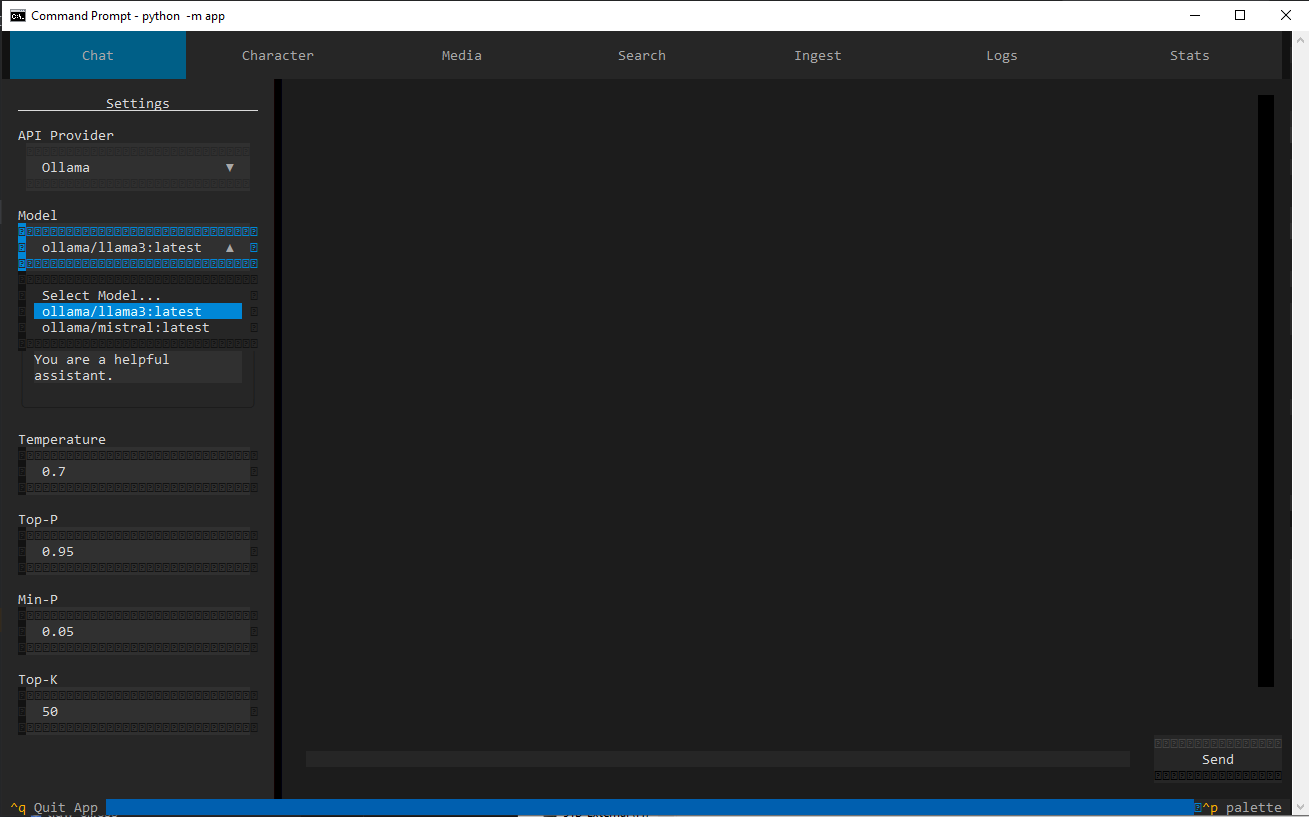 Command Prompt - python -m app
Chat Character Media Search Ingest Logs Stats
Settings
API Provider
Ollama ▼
Model
ollama/llama3:latest ▲
Select Model...
ollama/llama3:latest
ollama/mistral:latest
You are a helpful
assistant.
Temperature
0.7
Top-P
0.95
Min-P
0.05
Top-K
50
Send
^q Quit App ^p palette